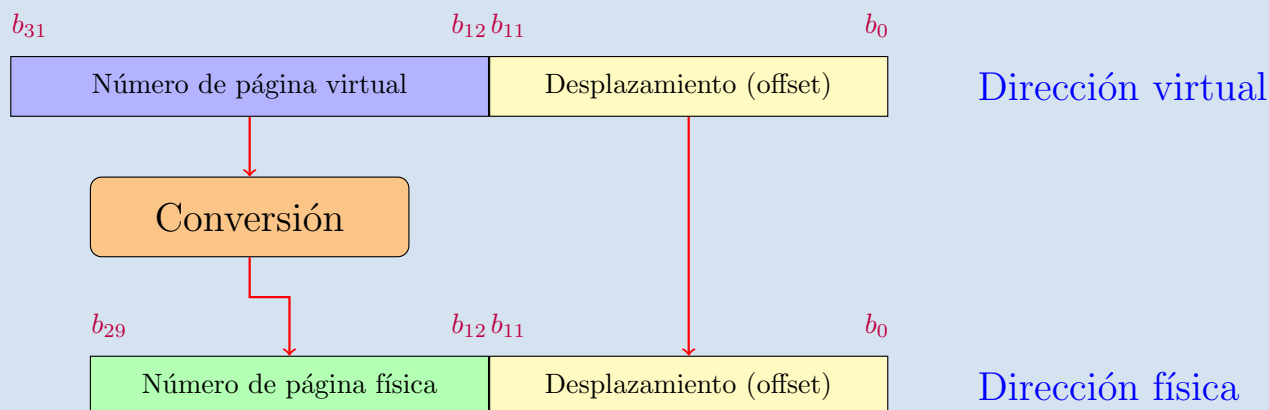 b31 b12 b11 b0
Número de página virtual Desplazamiento (offset) Dirección virtual
Conversión
b29 b12 b11 b0
Número de página física Desplazamiento (offset) Dirección física